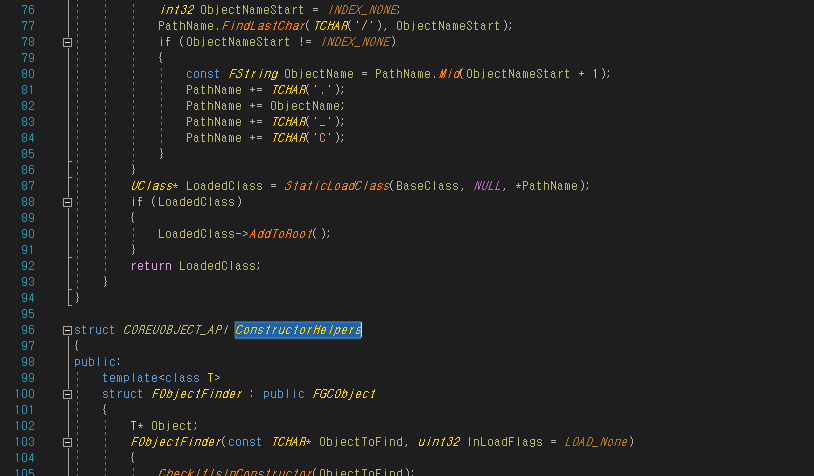 76 int32 ObjectNameStart = INDEX_NONE;
77 PathName.FindLastChar(TCHAR('/'), ObjectNameStart);
78 if (ObjectNameStart != INDEX_NONE)
79 {
80 const FString ObjectName = PathName.Mid(ObjectNameStart + 1);
81 PathName += TCHAR('.');
82 PathName += ObjectName;
83 PathName += TCHAR('_');
84 PathName += TCHAR('C');
85 }
86 }
87 UClass* LoadedClass = StaticLoadClass(BaseClass, NULL, *PathName);
88 if (LoadedClass)
89 {
90 LoadedClass->AddToRoot();
91 }
92 return LoadedClass;
93 }
94 }
95
96 struct COREUOBJECT_API ConstructorHelpers
97 {
98 public:
99 template<class T>
100 struct FObjectFinder : public FGCObject
101 {
102 T* Object;
103 FObjectFinder(const TCHAR* ObjectToFind, uint32 InLoadFlags = LOAD_None)
104 {
105 CheckIfIsInConstructor(ObjectToFind);